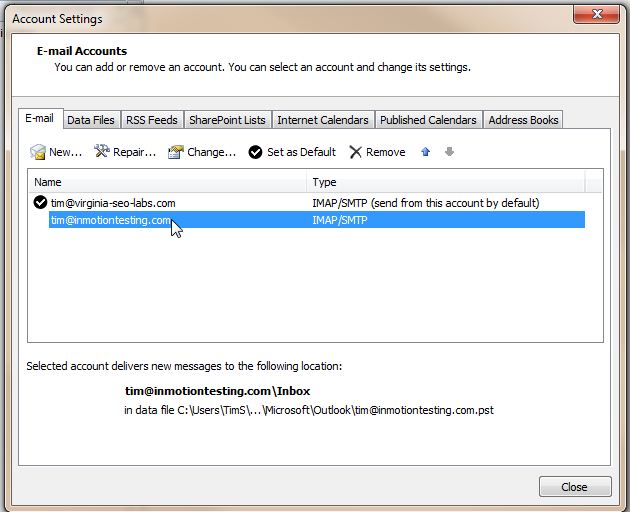 Account Settings
E-mail Accounts
You can add or remove an account. You can select an account and change its settings.
E-mail Data Files RSS Feeds SharePoint Lists Internet Calendars Published Calendars Address Books
New... Repair... Change... Set as Default Remove
Name Type
tim@virginia-seo-labs.com IMAP/SMTP (send from this account by default)
tim@inmotiontesting.com IMAP/SMTP
Selected account delivers new messages to the following location:
tim@inmotiontesting.com\Inbox
in data file C:\Users\TimS\...\Microsoft\Outlook\tim@inmotiontesting.com.pst
Close